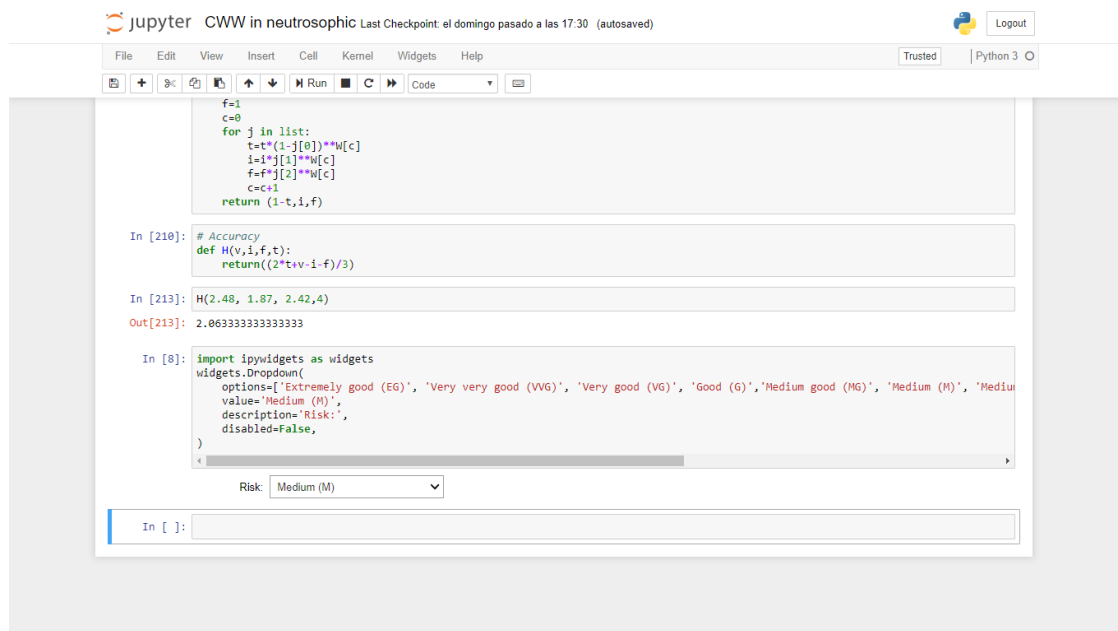 jupyter CWW in neutrosophic Last Checkpoint: el domingo pasado a las 17:30 (autosaved) Logout
File Edit View Insert Cell Kernel Widgets Help Trusted Python 3
Run Code
f=1
c=0
for j in list:
t=t*(1-j[0])**W[c]
i=i*j[1]**W[c]
f=f*j[2]**W[c]
c=c+1
return (1-t,i,f)
In [210]: # Accuracy
def H(v,i,f,t):
return((2*t+v-i-f)/3)
In [213]: H(2.48, 1.87, 2.42,4)
Out[213]: 2.063333333333333
In [8]: import ipywidgets as widgets
widgets.Dropdown(
options=['Extremely good (EG)', 'Very very good (VVG)', 'Very good (VG)', 'Good (G)','Medium good (MG)', 'Medium (M)', 'Mediu
value='Medium (M)',
description='Risk:',
disabled=False,
)
Risk: Medium (M)
In [ ]: